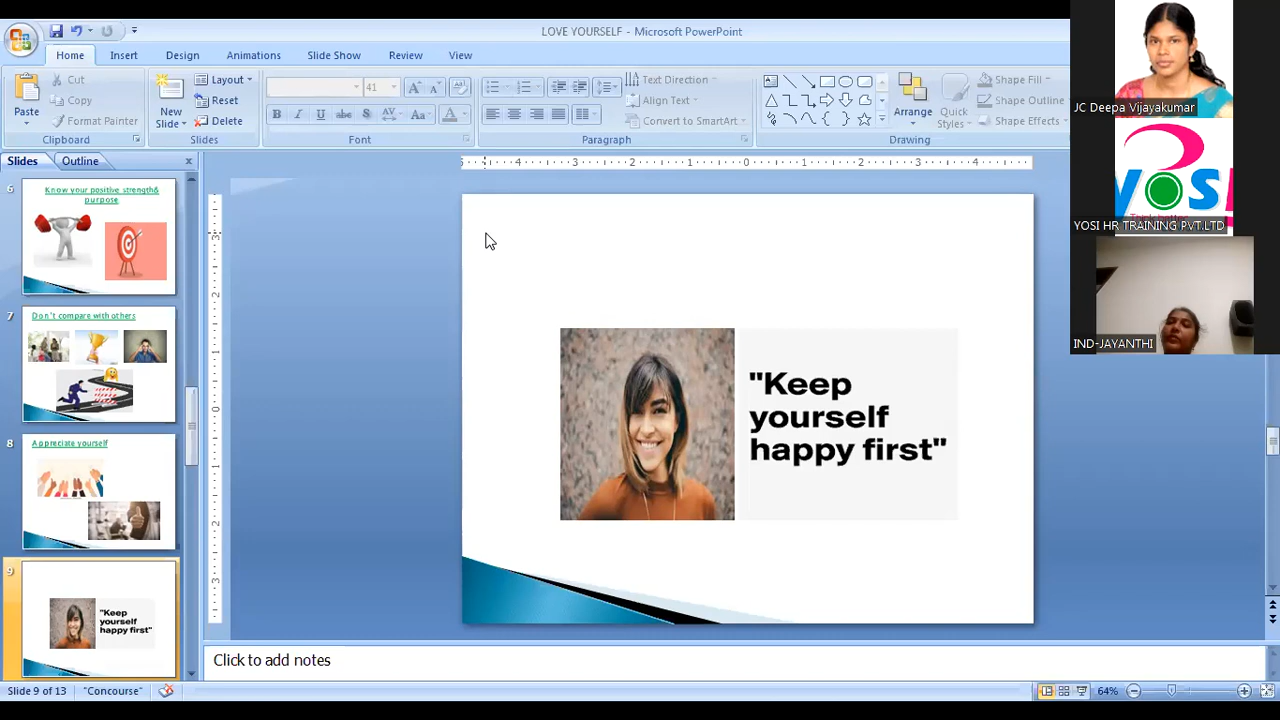 LOVE YOURSELF - Microsoft PowerPoint
Home Insert Design Animations Slide Show Review View
Paste
Cut
Copy
Format Painter
Clipboard
New Slide
Layout
Reset
Delete
Slides
41
B I U abc S AV Aa A
Font
Text Direction
Align Text
Convert to SmartArt
Paragraph
Arrange
Quick Styles
Shape Fill
Shape Outline
Shape Effects
Drawing
JC Deepa Vijayakumar
YOSI
YOSI HR TRAINING PVT.LTD
IND-JAYANTHI
Slides Outline
6
Know your positive strength&
purpose
7
Don't compare with others
8
Appreciate yourself
9
"Keep
yourself
happy first"
"Keep
yourself
happy first"
Click to add notes
Slide 9 of 13 "Concourse" 64%